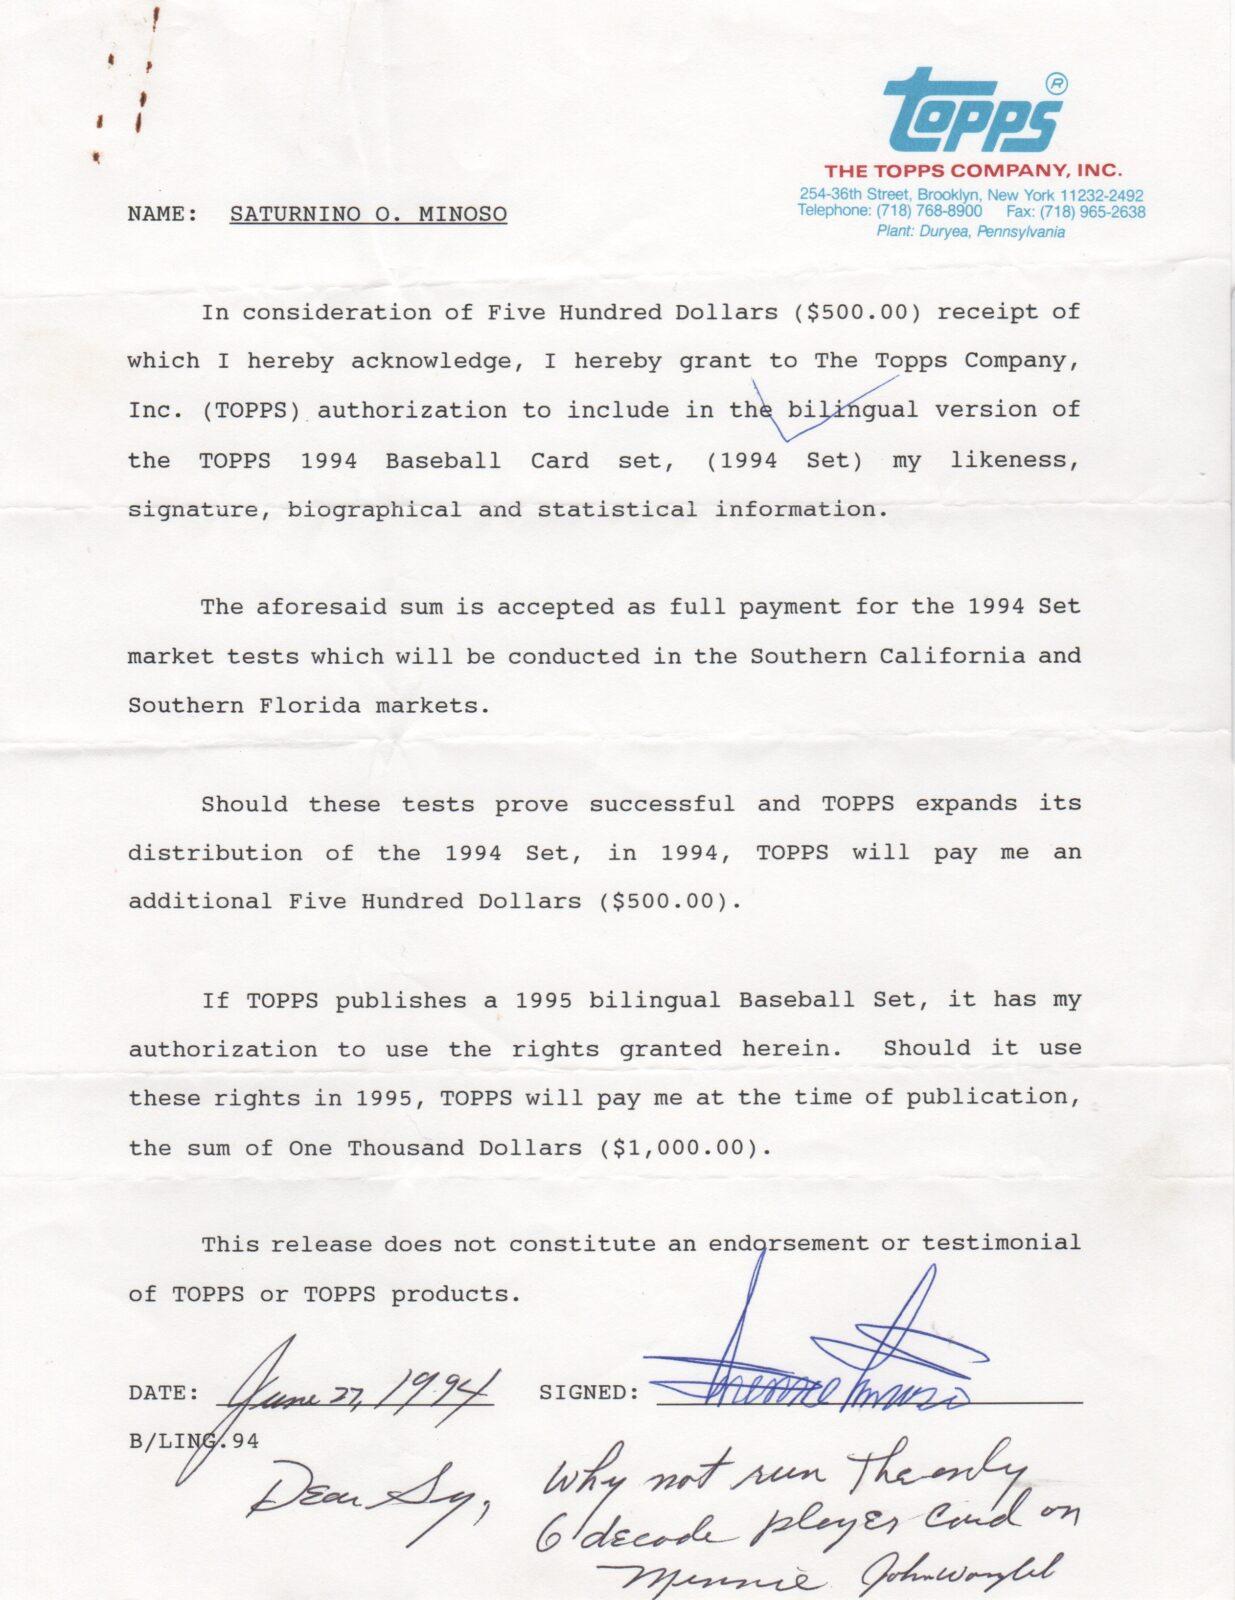 topps ®
THE TOPPS COMPANY, INC.
254-36th Street, Brooklyn, New York 11232-2492
Telephone: (718) 768-8900 Fax: (718) 965-2638
Plant: Duryea, Pennsylvania
NAME: SATURNINO O. MINOSO
In consideration of Five Hundred Dollars ($500.00) receipt of
which I hereby acknowledge, I hereby grant to The Topps Company,
Inc. (TOPPS) authorization to include in the bilingual version of
the TOPPS 1994 Baseball Card set, (1994 Set) my likeness,
signature, biographical and statistical information.
The aforesaid sum is accepted as full payment for the 1994 Set
market tests which will be conducted in the Southern California and
Southern Florida markets.
Should these tests prove successful and TOPPS expands its
distribution of the 1994 Set, in 1994, TOPPS will pay me an
additional Five Hundred Dollars ($500.00).
If TOPPS publishes a 1995 bilingual Baseball Set, it has my
authorization to use the rights granted herein. Should it use
these rights in 1995, TOPPS will pay me at the time of publication,
the sum of One Thousand Dollars ($1,000.00).
This release does not constitute an endorsement or testimonial
of TOPPS or TOPPS products.
DATE: June 27, 1994 SIGNED: Minnie Minoso
B/LING.94
Dear Sy, Why not run the only
6 decade player card on
Minnie John